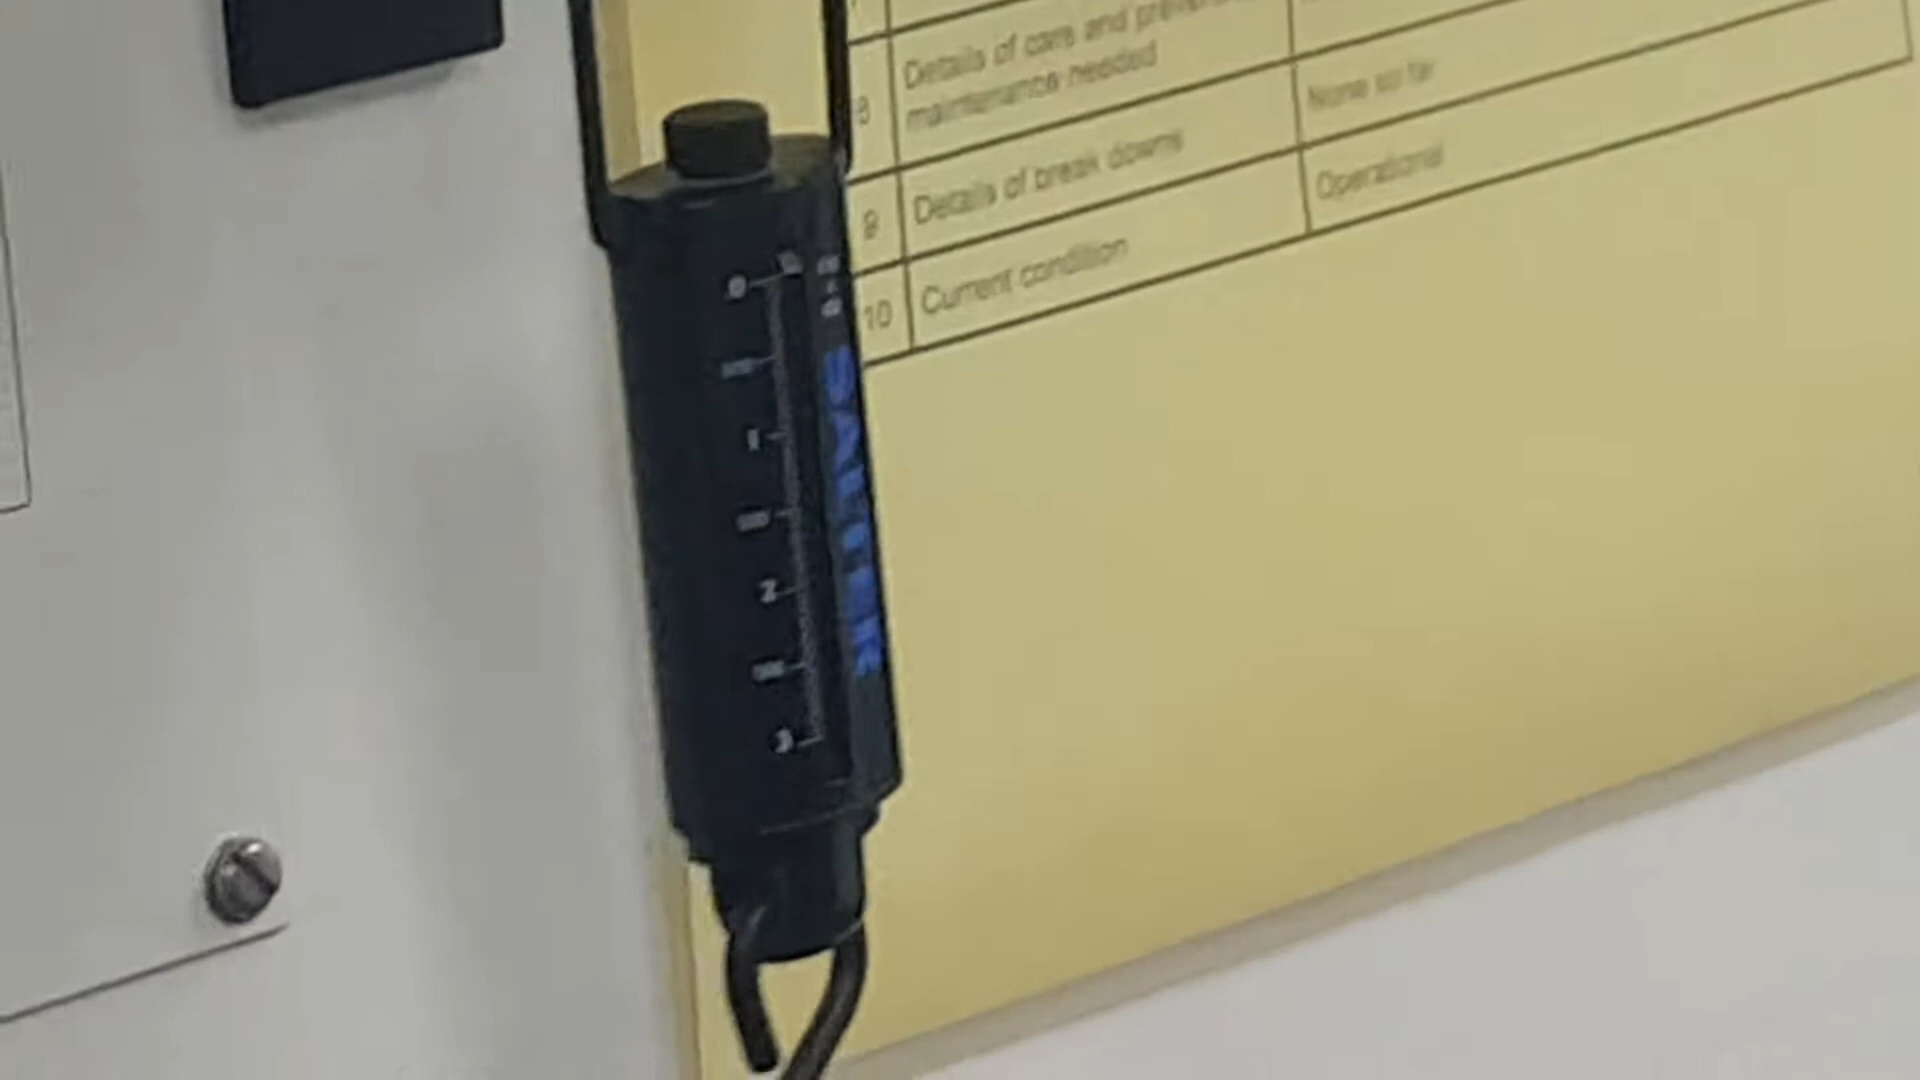 8 Details of care and
maintenance needed
9 Details of break downs None so far
10 Current condition Operational
0
1
2
3
SALTER